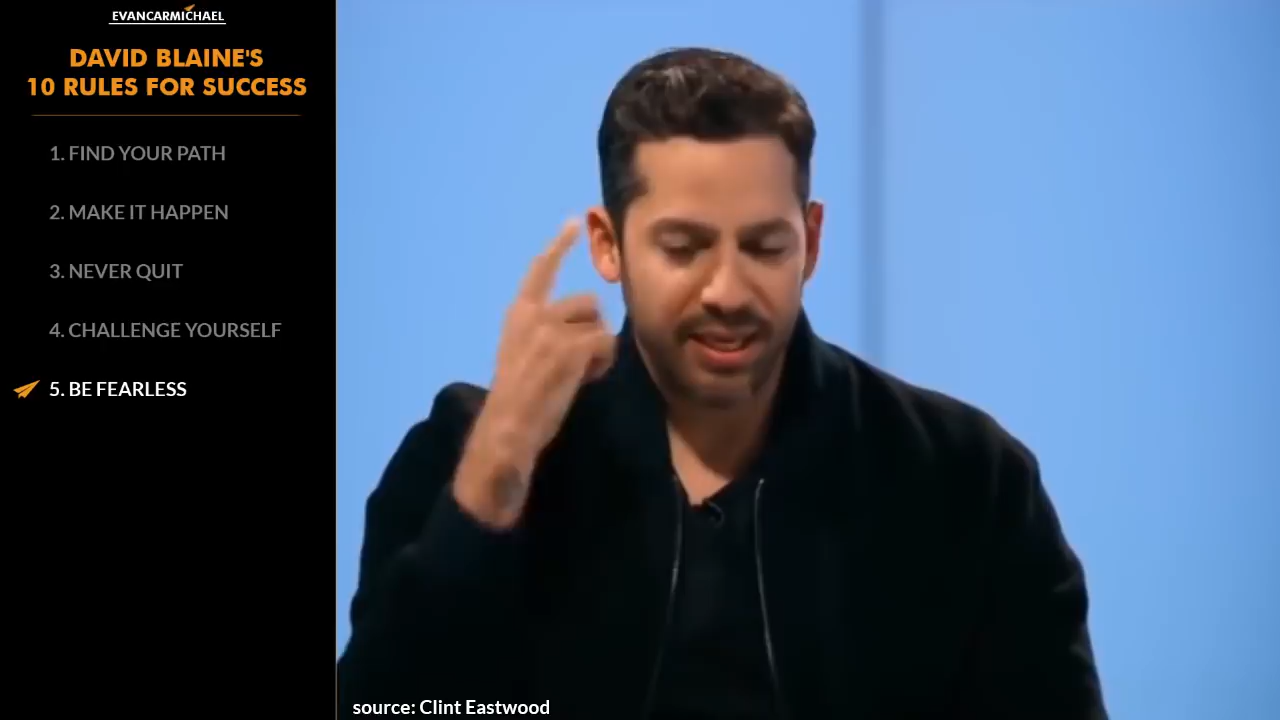 EVANCARMICHAEL
DAVID BLAINE'S
10 RULES FOR SUCCESS
1. FIND YOUR PATH
2. MAKE IT HAPPEN
3. NEVER QUIT
4. CHALLENGE YOURSELF
5. BE FEARLESS
source: Clint Eastwood